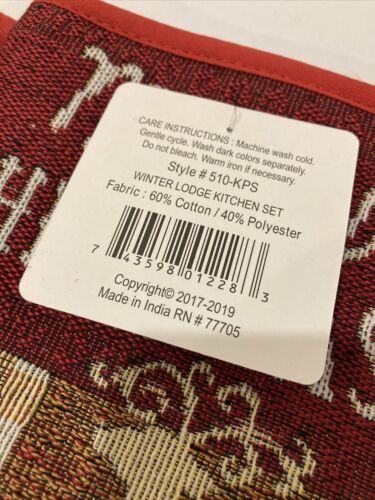 CARE INSTRUCTIONS : Machine wash cold.
Gentle cycle. Wash dark colors separately.
Do not bleach. Warm iron if necessary.
Style # 510-KPS
WINTER LODGE KITCHEN SET
Fabric : 60% Cotton / 40% Polyester
7 43598 01228 3
Copyright© 2017-2019
Made in India RN # 77705